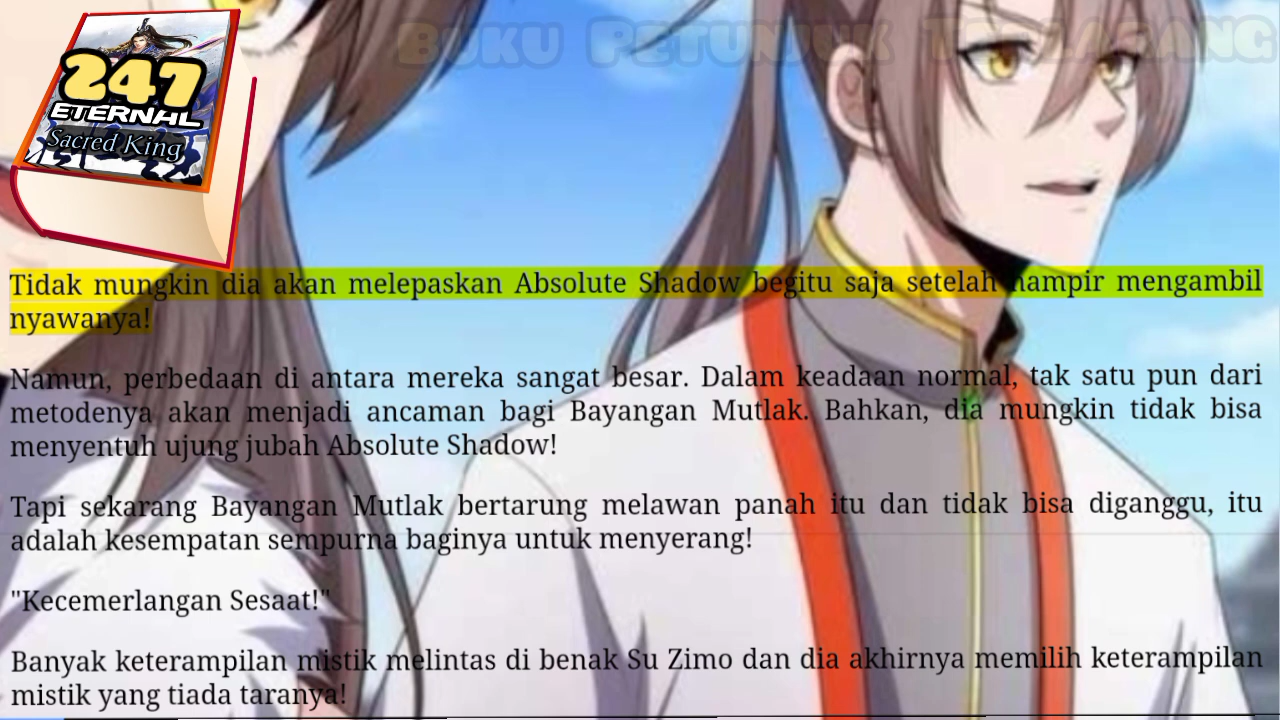 BUKU PETUNJUK
247
ETERNAL
Sacred King
Tidak mungkin dia akan melepaskan Absolute Shadow begitu saja setelah hampir mengambil
nyawanya!
Namun, perbedaan di antara mereka sangat besar. Dalam keadaan normal, tak satu pun dari
metodenya akan menjadi ancaman bagi Bayangan Mutlak. Bahkan, dia mungkin tidak bisa
menyentuh ujung jubah Absolute Shadow!
Tapi sekarang Bayangan Mutlak bertarung melawan panah itu dan tidak bisa diganggu, itu
adalah kesempatan sempurna baginya untuk menyerang!
"Kecemerlangan Sesaat!"
Banyak keterampilan mistik melintas di benak Su Zimo dan dia akhirnya memilih keterampilan
mistik yang tiada taranya!